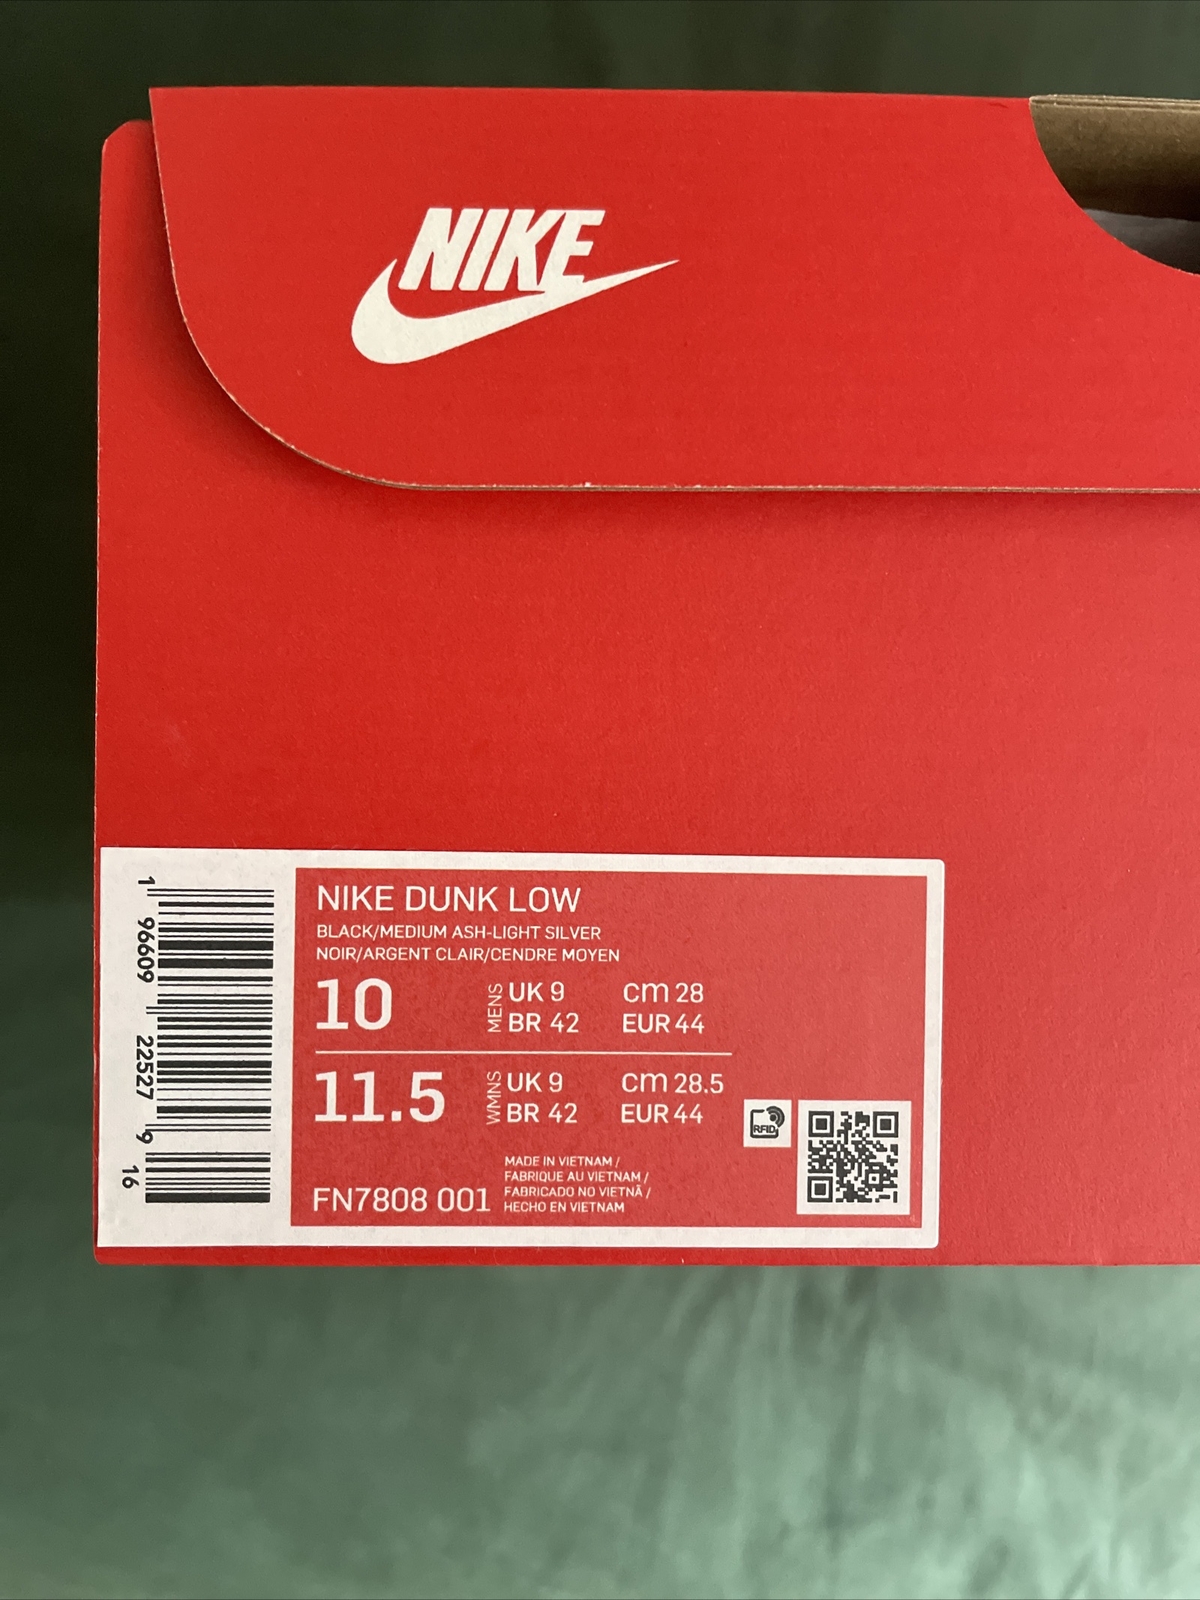 NIKE
NIKE DUNK LOW
BLACK/MEDIUM ASH-LIGHT SILVER
NOIR/ARGENT CLAIR/CENDRE MOYEN
10 MENS UK 9 cm 28
BR 42 EUR 44
11.5 WMNS UK 9 cm 28.5
BR 42 EUR 44
RFID
MADE IN VIETNAM /
FABRIQUE AU VIETNAM /
FABRICADO NO VIETNÃ /
HECHO EN VIETNAM
FN7808 001
1 96609 22527 9 16